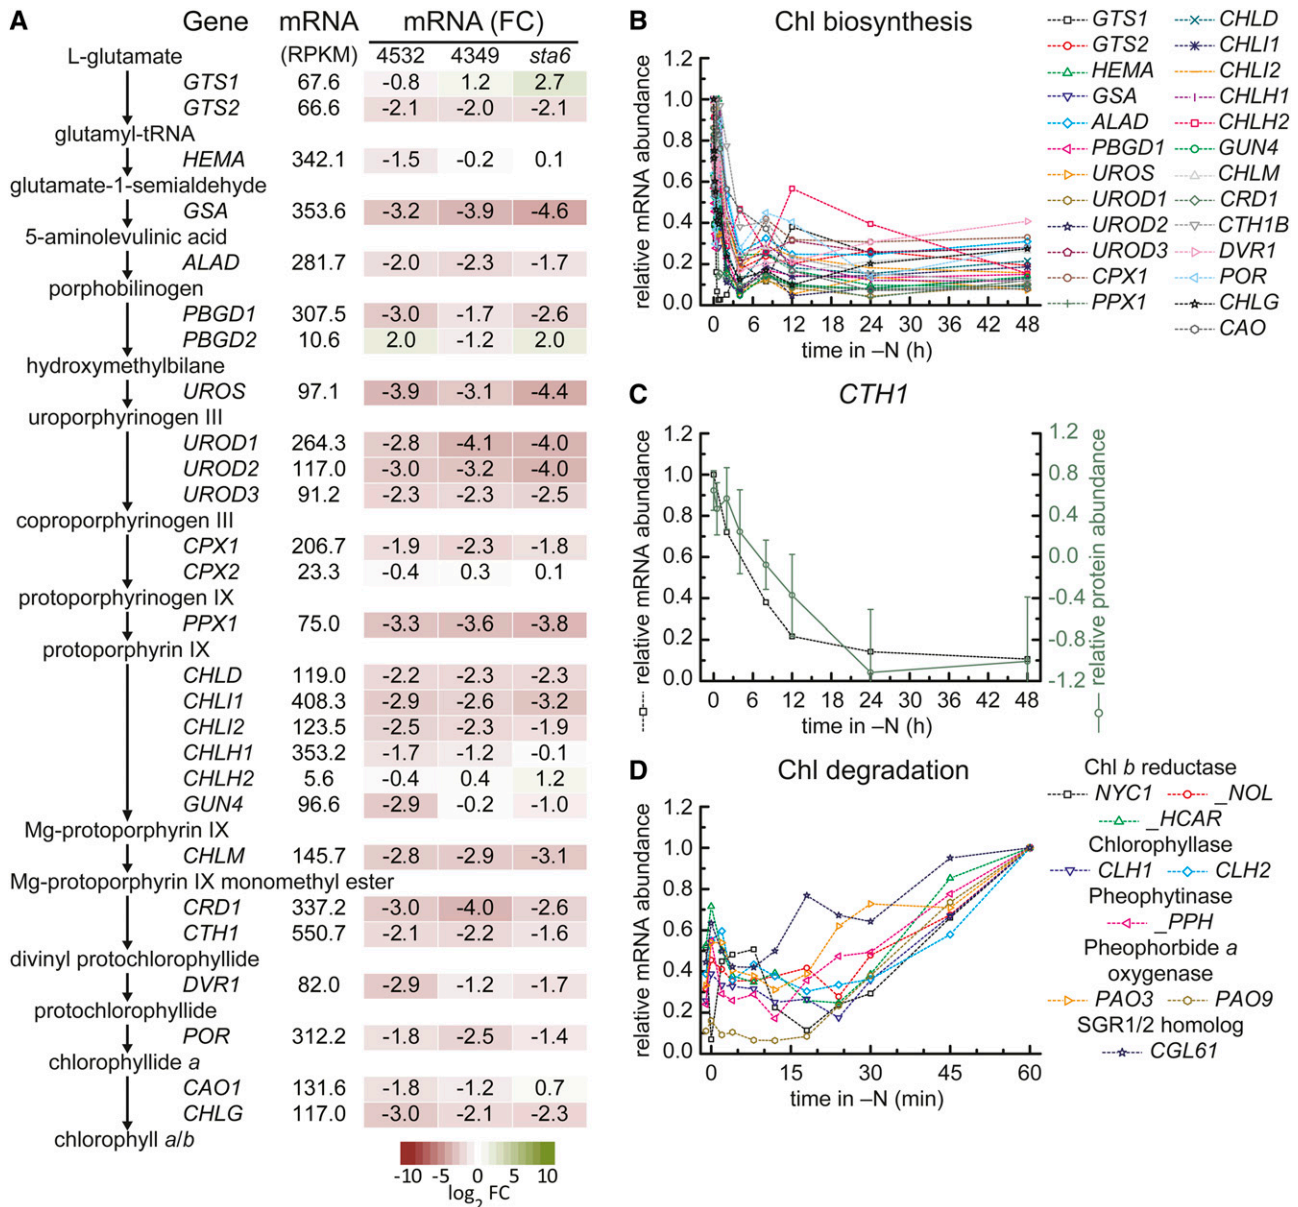 A
Gene mRNA mRNA (FC)
(RPKM) 4532 4349 sta6
L-glutamate
GTS1 67.6 -0.8 1.2 2.7
GTS2 66.6 -2.1 -2.0 -2.1
glutamyl-tRNA
HEMA 342.1 -1.5 -0.2 0.1
glutamate-1-semialdehyde
GSA 353.6 -3.2 -3.9 -4.6
5-aminolevulinic acid
ALAD 281.7 -2.0 -2.3 -1.7
porphobilinogen
PBGD1 307.5 -3.0 -1.7 -2.6
PBGD2 10.6 2.0 -1.2 2.0
hydroxymethylbilane
UROS 97.1 -3.9 -3.1 -4.4
uroporphyrinogen III
UROD1 264.3 -2.8 -4.1 -4.0
UROD2 117.0 -3.0 -3.2 -4.0
UROD3 91.2 -2.3 -2.3 -2.5
coproporphyrinogen III
CPX1 206.7 -1.9 -2.3 -1.8
CPX2 23.3 -0.4 0.3 0.1
protoporphyrinogen IX
PPX1 75.0 -3.3 -3.6 -3.8
protoporphyrin IX
CHLD 119.0 -2.2 -2.3 -2.3
CHLI1 408.3 -2.9 -2.6 -3.2
CHLI2 123.5 -2.5 -2.3 -1.9
CHLH1 353.2 -1.7 -1.2 -0.1
CHLH2 5.6 -0.4 0.4 1.2
GUN4 96.6 -2.9 -0.2 -1.0
Mg-protoporphyrin IX
CHLM 145.7 -2.8 -2.9 -3.1
Mg-protoporphyrin IX monomethyl ester
CRD1 337.2 -3.0 -4.0 -2.6
CTH1 550.7 -2.1 -2.2 -1.6
divinyl protochlorophyllide
DVR1 82.0 -2.9 -1.2 -1.7
protochlorophyllide
POR 312.2 -1.8 -2.5 -1.4
chlorophyllide a
CAO1 131.6 -1.8 -1.2 0.7
CHLG 117.0 -3.0 -2.1 -2.3
chlorophyll a/b
-10 -5 0 5 10
log2 FC
B
Chl biosynthesis
relative mRNA abundance
1.2
1.0
0.8
0.6
0.4
0.2
0.0
0 6 12 18 24 30 36 42 48
time in –N (h)
GTS1
GTS2
HEMA
GSA
ALAD
PBGD1
UROS
UROD1
UROD2
UROD3
CPX1
PPX1
CHLD
CHLI1
CHLI2
CHLH1
CHLH2
GUN4
CHLM
CRD1
CTH1B
DVR1
POR
CHLG
CAO
C
CTH1
relative mRNA abundance
1.2
1.0
0.8
0.6
0.4
0.2
0.0
0 6 12 18 24 30 36 42 48
time in –N (h)
1.2
0.8
0.4
0.0
-0.4
-0.8
-1.2
relative protein abundance
D
Chl degradation
relative mRNA abundance
1.2
1.0
0.8
0.6
0.4
0.2
0.0
0 15 30 45 60
time in –N (min)
Chl b reductase
NYC1 _NOL
_HCAR
Chlorophyllase
CLH1 CLH2
Pheophytinase
_PPH
Pheophorbide a
oxygenase
PAO3 PAO9
SGR1/2 homolog
CGL61